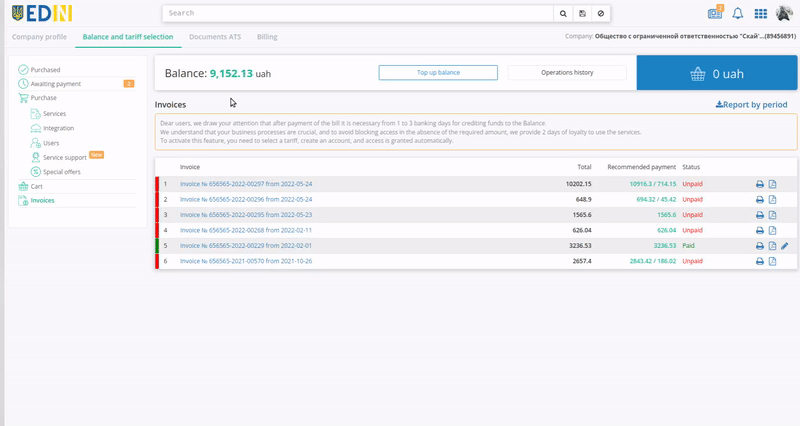 EDIN
Search
2
Company profile
Balance and tariff selection
Documents ATS
Billing
Company: Общество с ограниченной ответственностью "Скай"...(89456891)
Purchased
Awaiting payment 2
Purchase
Services
Integration
Users
Service support New
Special offers
Cart
Invoices
Balance: 9,152.13 uah
Top up balance
Operations history
0 uah
Invoices
Report by period
Dear users, we draw your attention that after payment of the bill it is necessary from 1 to 3 banking days for crediting funds to the Balance.
We understand that your business processes are crucial, and to avoid blocking access in the absence of the required amount, we provide 2 days of loyalty to use the services.
To activate this feature, you need to select a tariff, create an account, and access is granted automatically.
Invoice Total Recommended payment Status
1 Invoice № 656565-2022-00297 from 2022-05-24 10202.15 10916.3 / 714.15 Unpaid
2 Invoice № 656565-2022-00296 from 2022-05-24 648.9 694.32 / 45.42 Unpaid
3 Invoice № 656565-2022-00295 from 2022-05-23 1565.6 1565.6 Unpaid
4 Invoice № 656565-2022-00268 from 2022-02-11 626.04 626.04 Unpaid
5 Invoice № 656565-2022-00229 from 2022-02-01 3236.53 3236.53 Paid
6 Invoice № 656565-2021-00570 from 2021-10-26 2657.4 2843.42 / 186.02 Unpaid